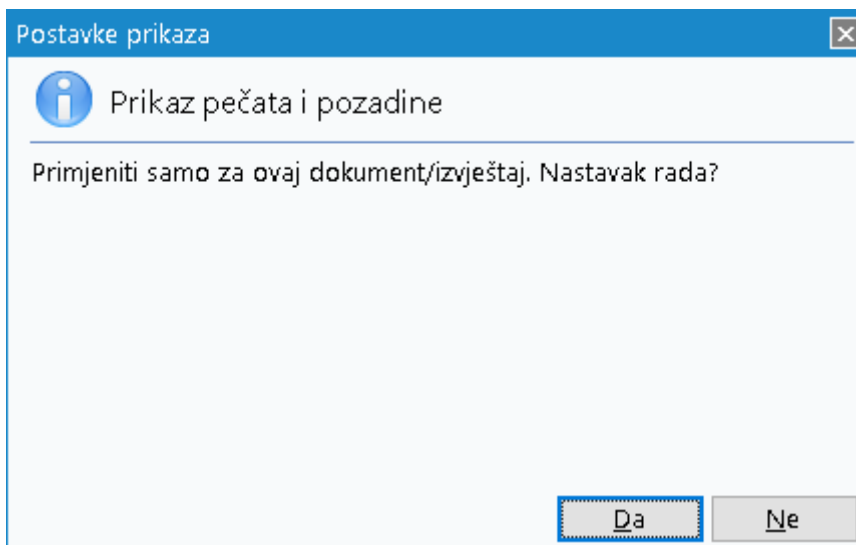 Postavke prikaza
Prikaz pečata i pozadine
Primjeniti samo za ovaj dokument/izvještaj. Nastavak rada?
Da
Ne